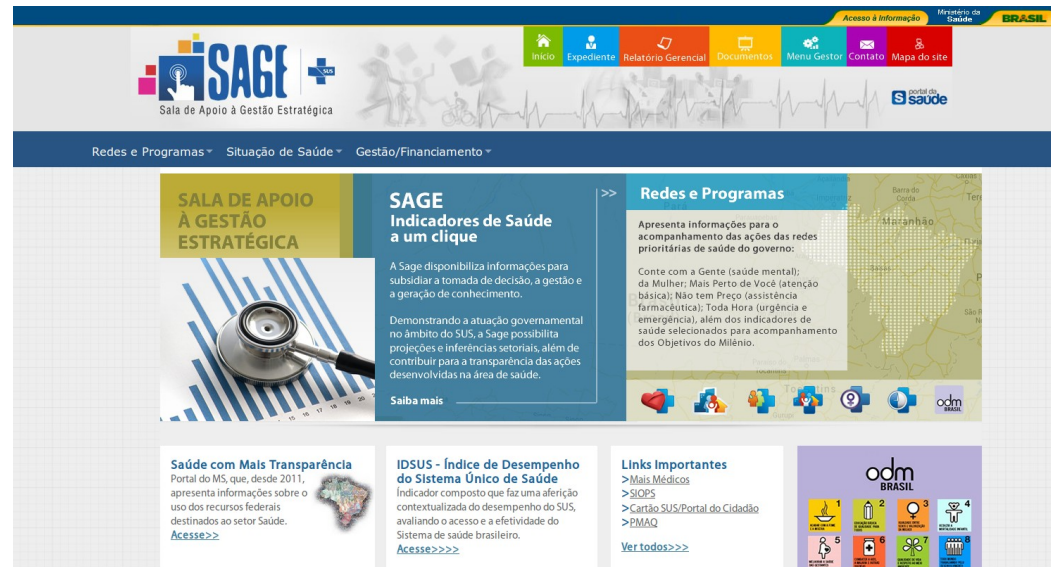 Acesso à Informação
Ministério da
Saúde
BRASIL
SAGE
SUS
Sala de Apoio à Gestão Estratégica
Início
Expediente
Relatório Gerencial
Documentos
Menu Gestor
Contato
Mapa do site
portal da
saúde
Redes e Programas
Situação de Saúde
Gestão/Financiamento
SALA DE APOIO
À GESTÃO
ESTRATÉGICA
SAGE
Indicadores de Saúde
a um clique
A Sage disponibiliza informações para
subsidiar a tomada de decisão, a gestão e
a geração de conhecimento.
Demonstrando a atuação governamental
no âmbito do SUS, a Sage possibilita
projeções e inferências setoriais, além de
contribuir para a transparência das ações
desenvolvidas na área de saúde.
Saiba mais
>>
Redes e Programas
Apresenta informações para o
acompanhamento das ações das redes
prioritárias de saúde do governo:
Conte com a Gente (saúde mental);
da Mulher; Mais Perto de Você (atenção
básica); Não tem Preço (assistência
farmacêutica); Toda Hora (urgência e
emergência), além dos indicadores de
saúde selecionados para acompanhamento
dos Objetivos do Milênio.
Barra do
Corda
Maranhão
Balsas
odm
BRASIL
Saúde com Mais Transparência
Portal do MS, que, desde 2011,
apresenta informações sobre o
uso dos recursos federais
destinados ao setor Saúde.
Acesse>>
IDSUS - Índice de Desempenho
do Sistema Único de Saúde
Índicador composto que faz uma aferição
contextualizada do desempenho do SUS,
avaliando o acesso e a efetividade do
Sistema de saúde brasileiro.
Acesse>>>>
Links Importantes
>Mais Médicos
>SIOPS
>Cartão SUS/Portal do Cidadão
>PMAQ
Ver todos>>>
odm
BRASIL
1
2
3
4
5
6
7
8